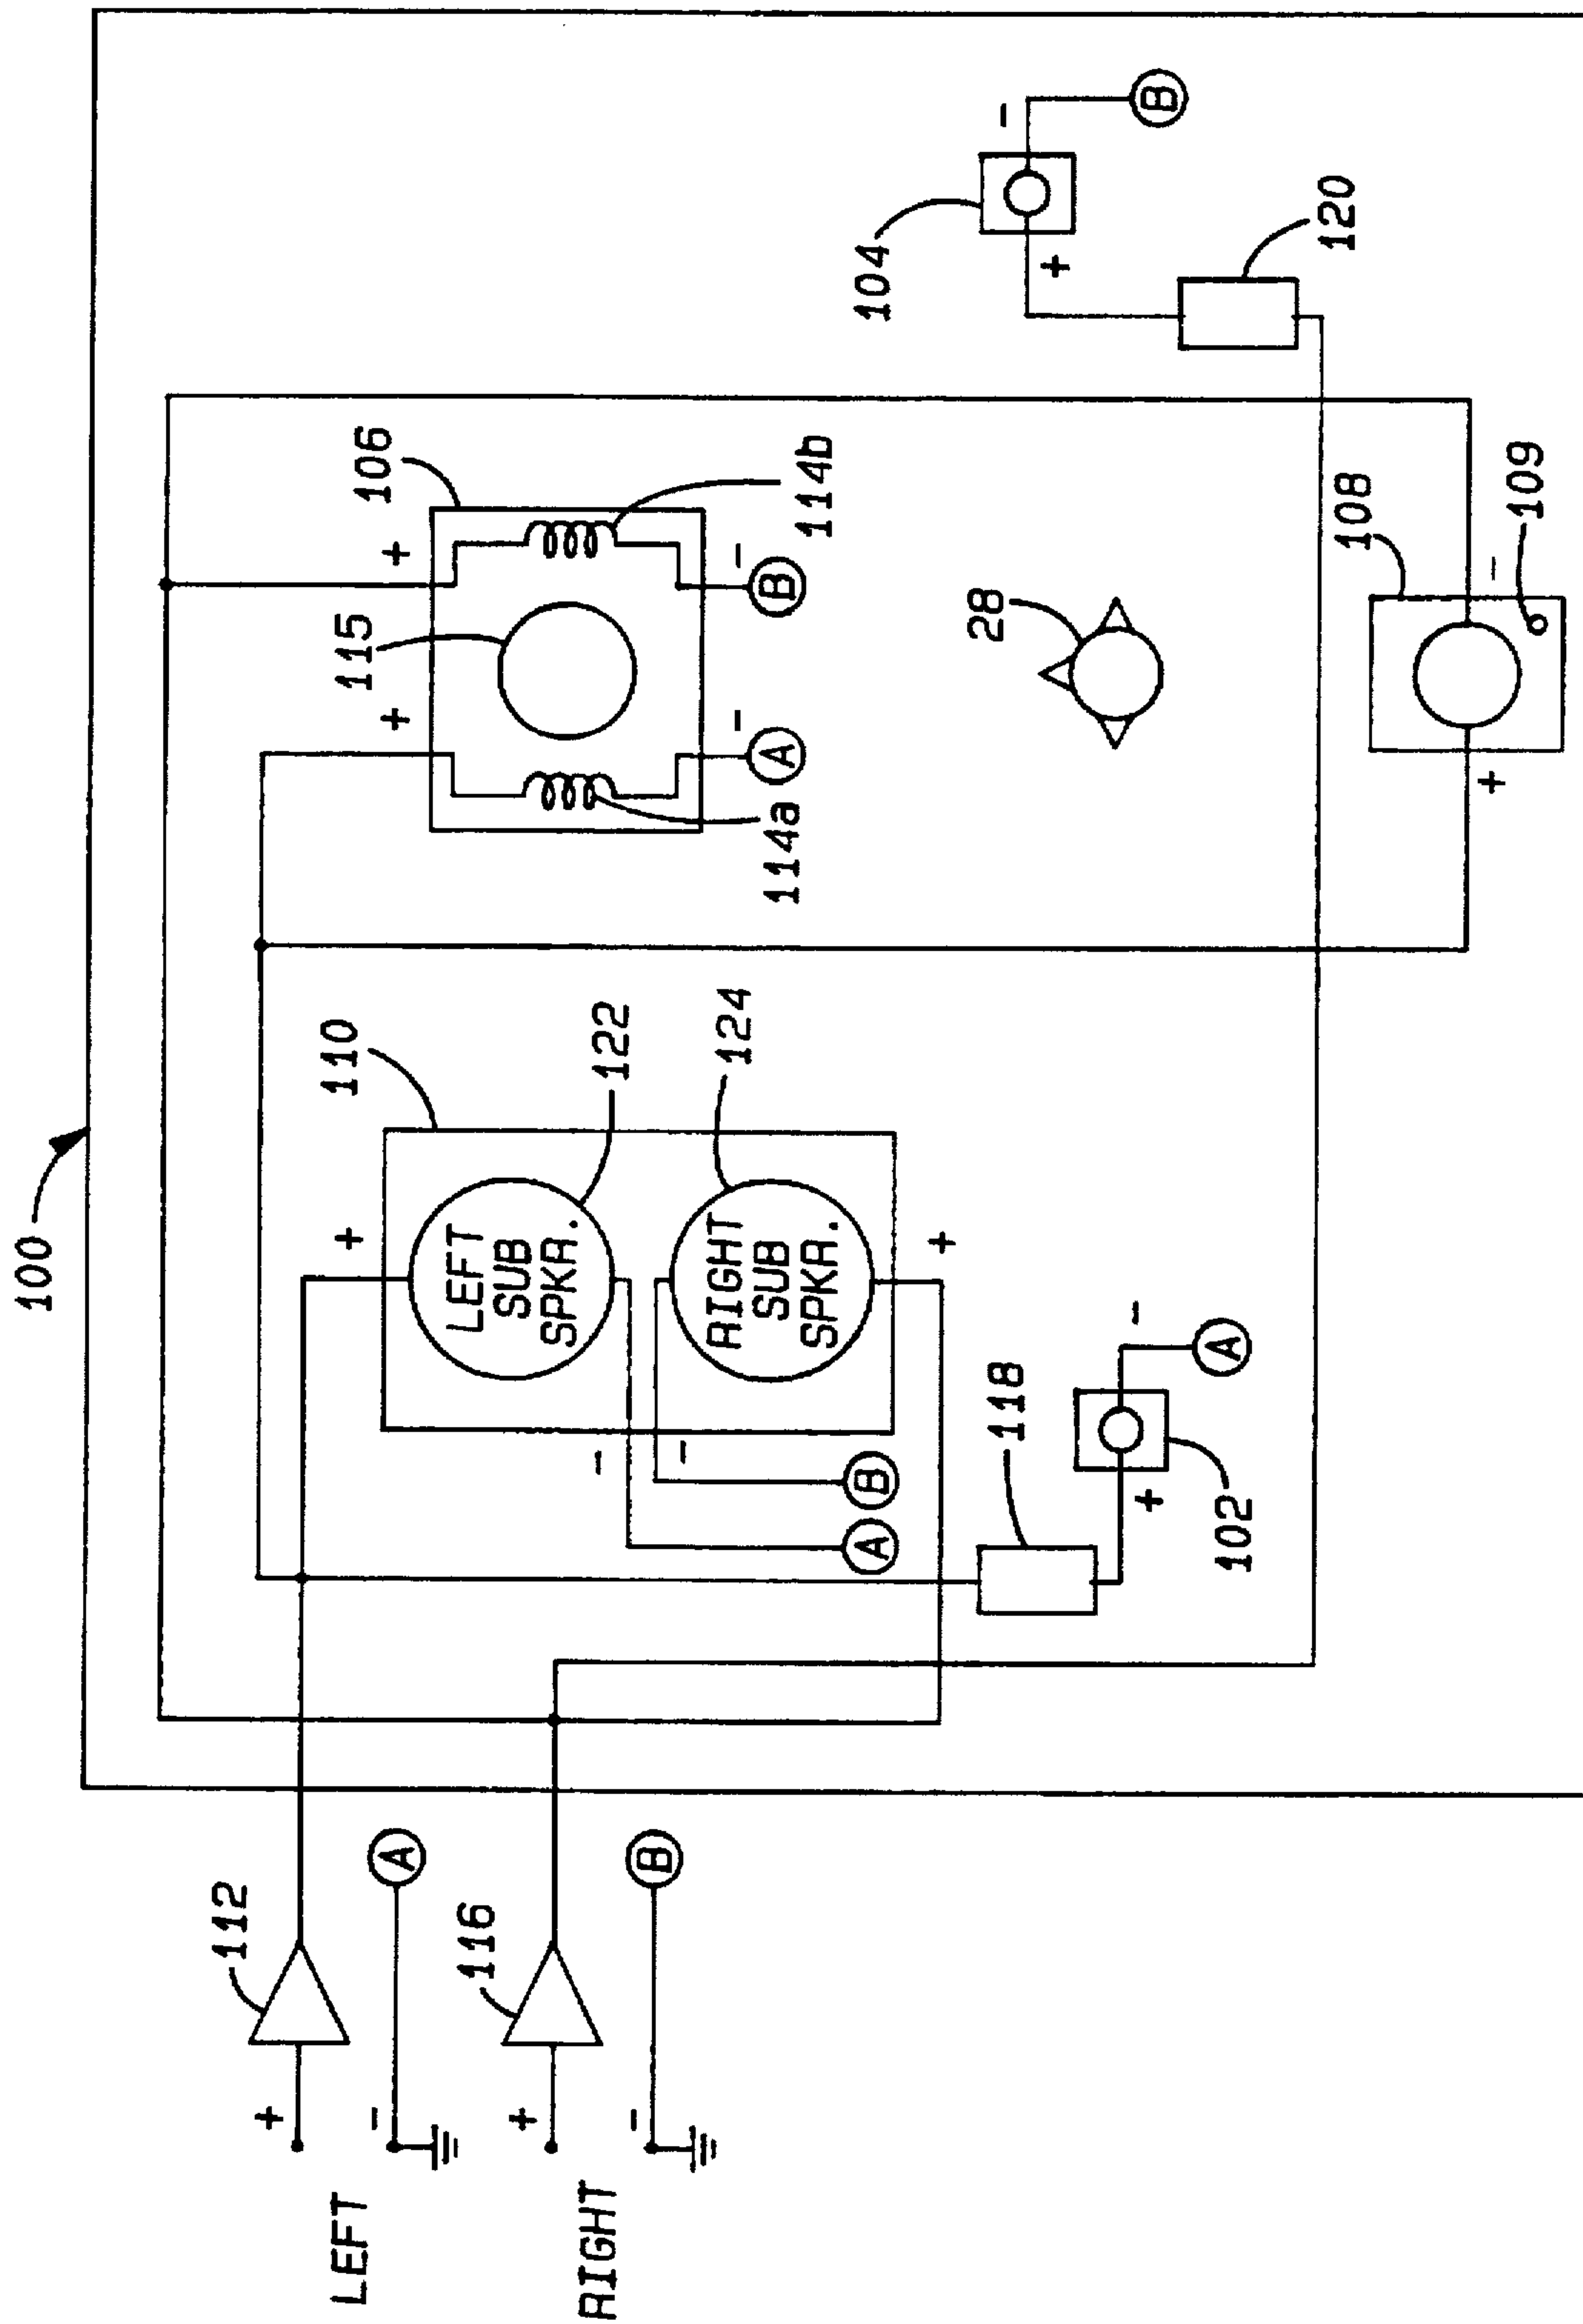 100
112
+
LEFT
−
A
+
110
115
106
+
+
116
+
RIGHT
−
B
LEFT
SUB
SPKR.
122
−
−
RIGHT
SUB
SPKR.
124
−
−
A
B
114a
114b
A
B
+
104
−
+
B
28
118
+
−
A
102
120
108
+
−
109